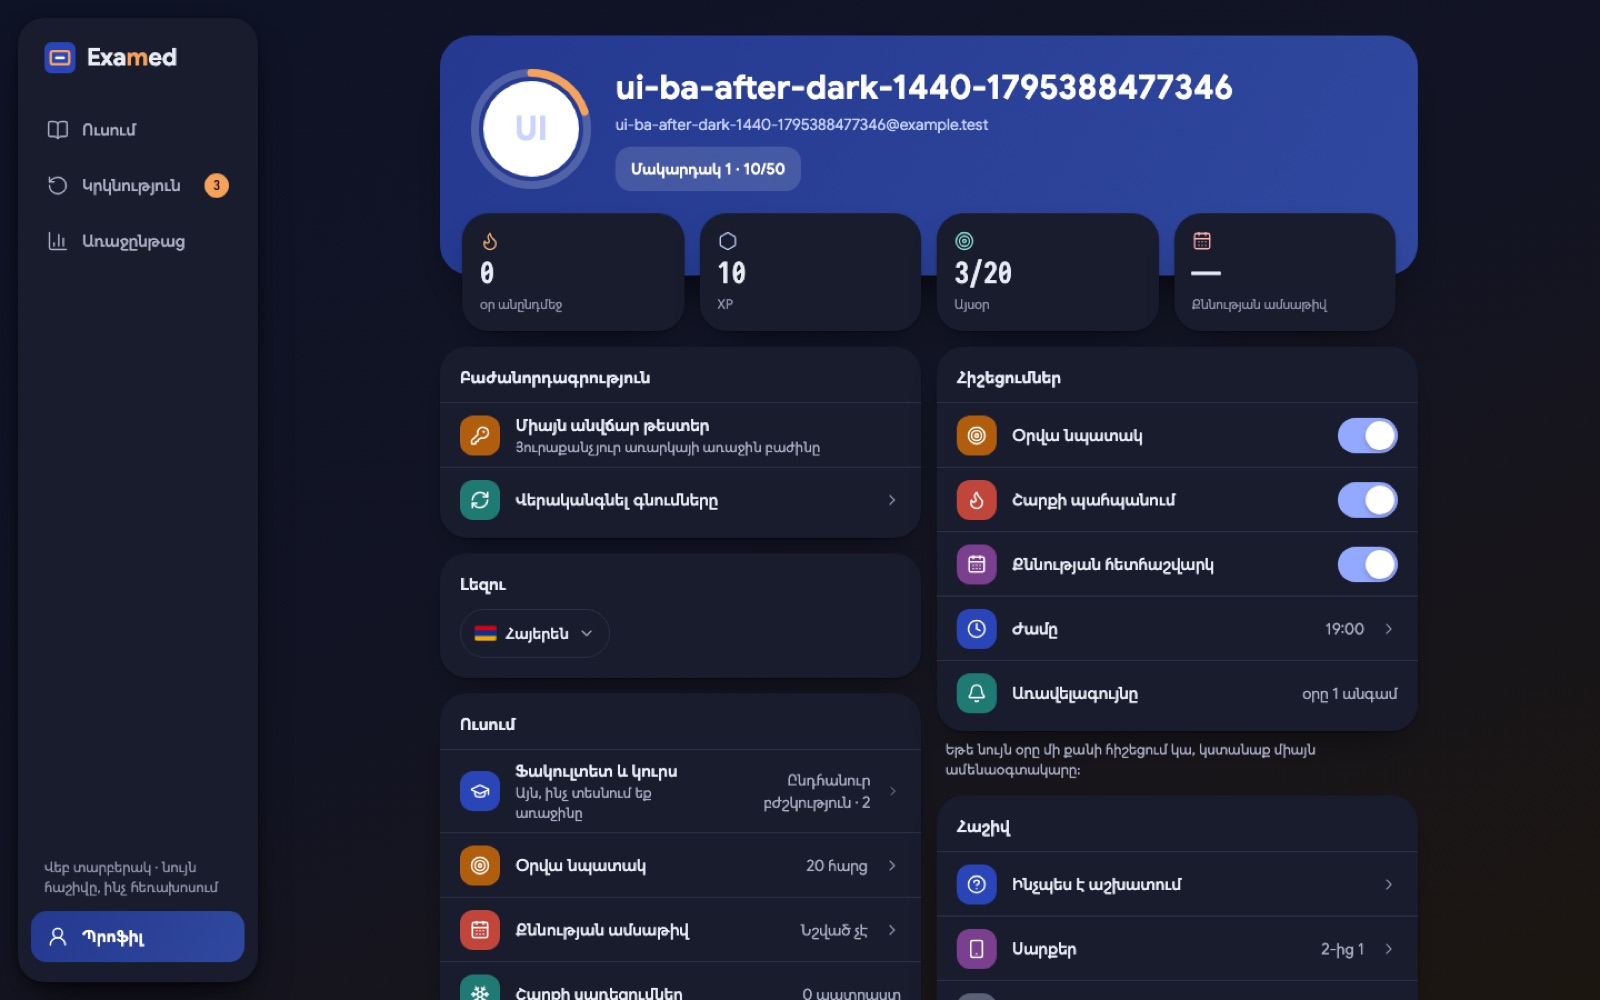 Examed
Ուսում
Կրկնություն 3
Առաջընթաց
Վեբ տարբերակ · նույն
հաշիվը, ինչ հեռախոսում
Պրոֆիլ
UI
ui-ba-after-dark-1440-1795388477346
ui-ba-after-dark-1440-1795388477346@example.test
Մակարդակ 1 · 10/50
0
օր անընդմեջ
10
XP
3/20
Այսօր
—
Քննության ամսաթիվ
Բաժանորդագրություն
Միայն անվճար թեստեր
Յուրաքանչյուր առարկայի առաջին բաժինը
Վերականգնել գնումները
Լեզու
Հայերեն
Ուսում
Ֆակուլտետ և կուրս
Այն, ինչ տեսնում եք
առաջինը
Ընդհանուր
բժշկություն · 2
Օրվա նպատակ
20 հարց
Քննության ամսաթիվ
Նշված չէ
Շարքի սառեցումներ
0 պատրաստ
Հիշեցումներ
Օրվա նպատակ
Շարքի պահպանում
Քննության հետհաշվարկ
Ժամը
19:00
Առավելագույնը
օրը 1 անգամ
Եթե նույն օրը մի քանի հիշեցում կա, կստանաք միայն
ամենաօգտակարը:
Հաշիվ
Ինչպես է աշխատում
Սարքեր
2-ից 1